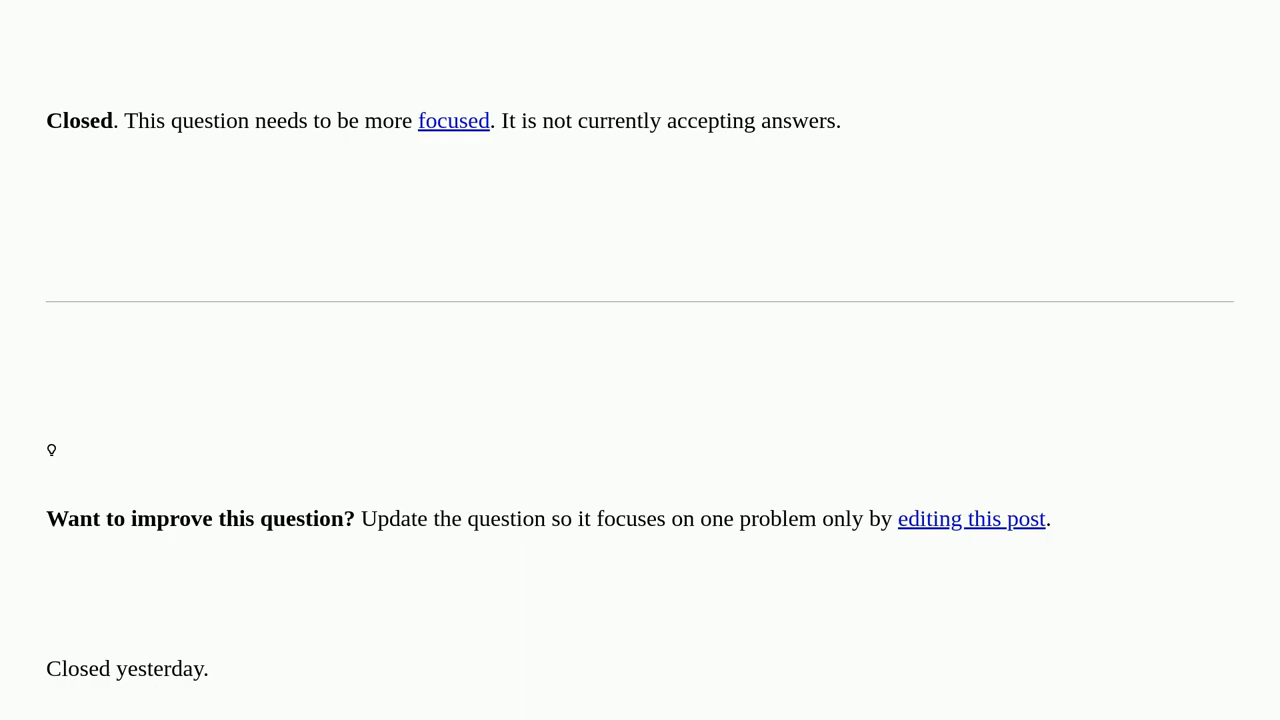 Closed. This question needs to be more focused. It is not currently accepting answers.
Want to improve this question? Update the question so it focuses on one problem only by editing this post.
Closed yesterday.